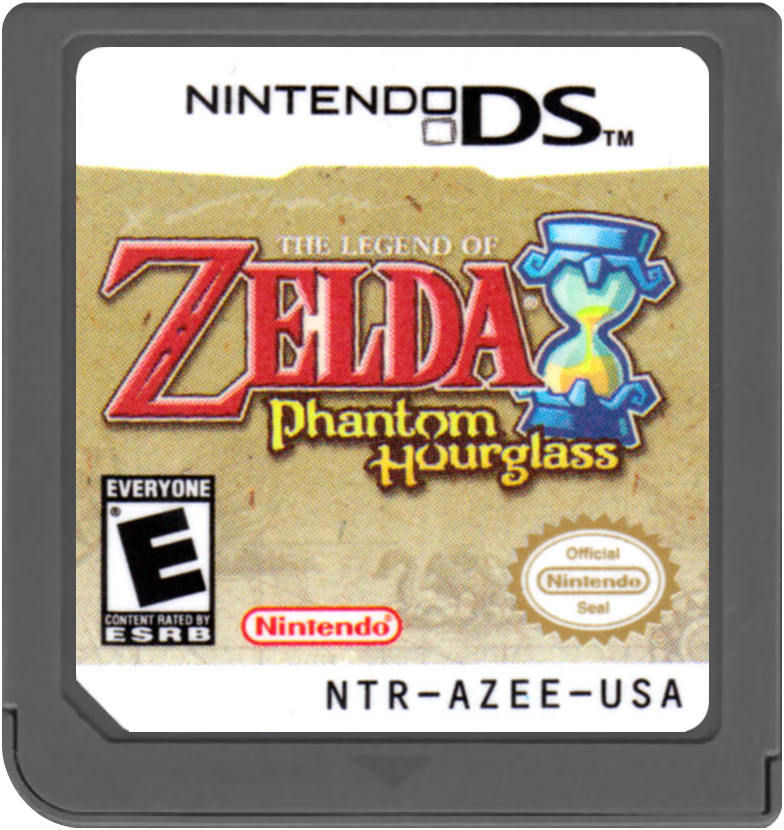 NINTENDO DS™
THE LEGEND OF
ZELDA®
Phantom
Hourglass
EVERYONE
®
E
CONTENT RATED BY
ESRB
Nintendo®
Official
Nintendo
Seal
NTR-AZEE-USA